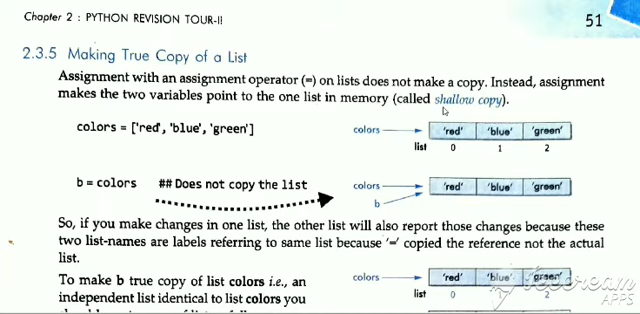 Chapter 2 : PYTHON REVISION TOUR-II
51
2.3.5 Making True Copy of a List
Assignment with an assignment operator (=) on lists does not make a copy. Instead, assignment
makes the two variables point to the one list in memory (called shallow copy).
colors = ['red', 'blue', 'green']
colors 'red' 'blue' 'green'
list 0 1 2
b = colors ## Does not copy the list
colors 'red' 'blue' 'green'
b
So, if you make changes in one list, the other list will also report those changes because these
two list-names are labels referring to same list because '=' copied the reference not the actual
list.
To make b true copy of list colors i.e., an
independent list identical to list colors you
colors 'red' 'blue' 'green'
list 0 1 2
Icecream
APPS